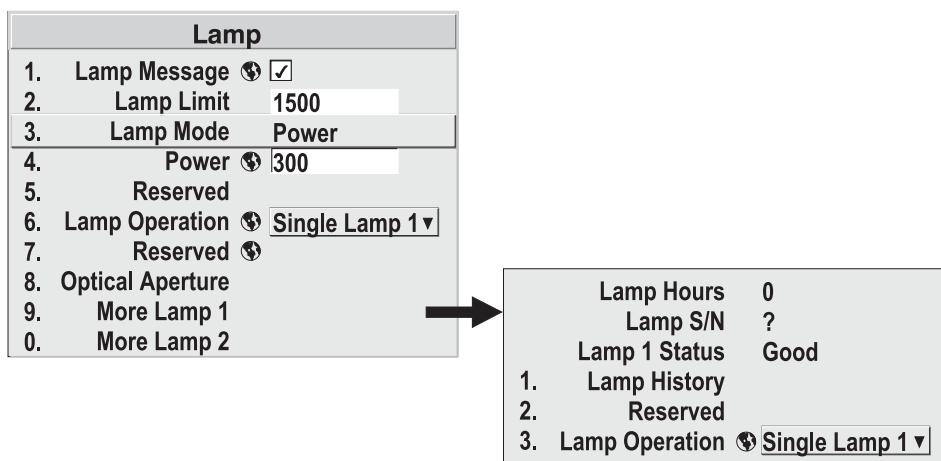 Lamp
1. Lamp Message ✓
2. Lamp Limit 1500
3. Lamp Mode Power
4. Power 300
5. Reserved
6. Lamp Operation Single Lamp 1 ▾
7. Reserved
8. Optical Aperture
9. More Lamp 1
0. More Lamp 2
Lamp Hours 0
Lamp S/N ?
Lamp 1 Status Good
1. Lamp History
2. Reserved
3. Lamp Operation Single Lamp 1 ▾